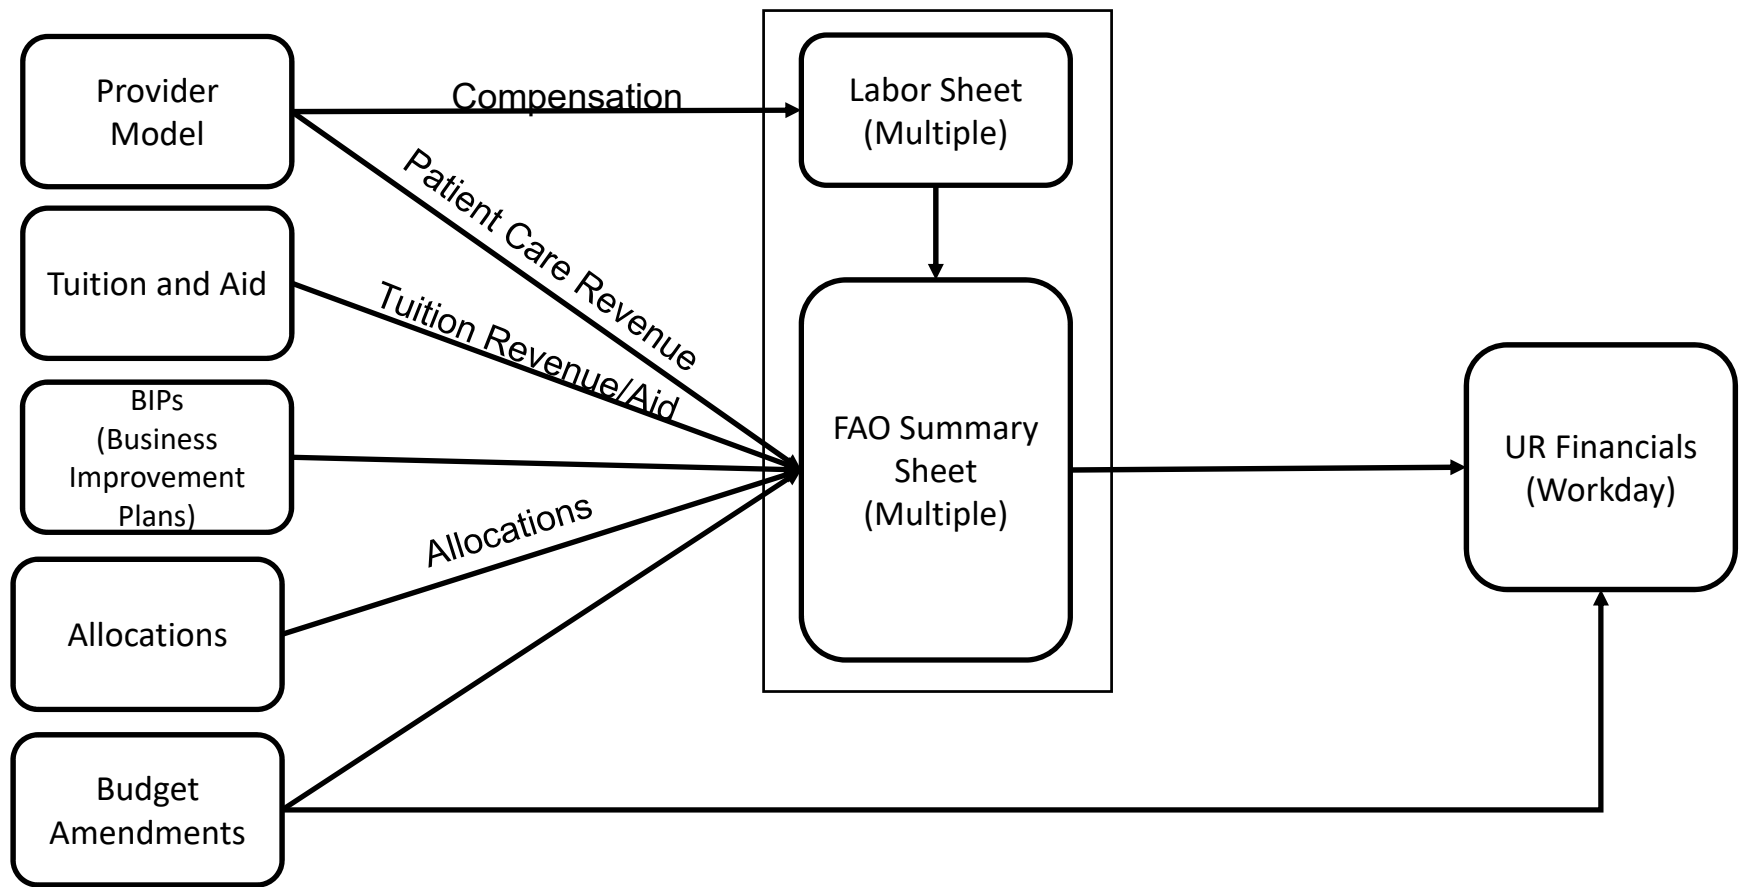 Provider
Model
Compensation
Labor Sheet
(Multiple)
Patient Care Revenue
Tuition and Aid
Tuition Revenue/Aid
BIPs
(Business
Improvement
Plans)
FAO Summary
Sheet
(Multiple)
UR Financials
(Workday)
Allocations
Allocations
Budget
Amendments